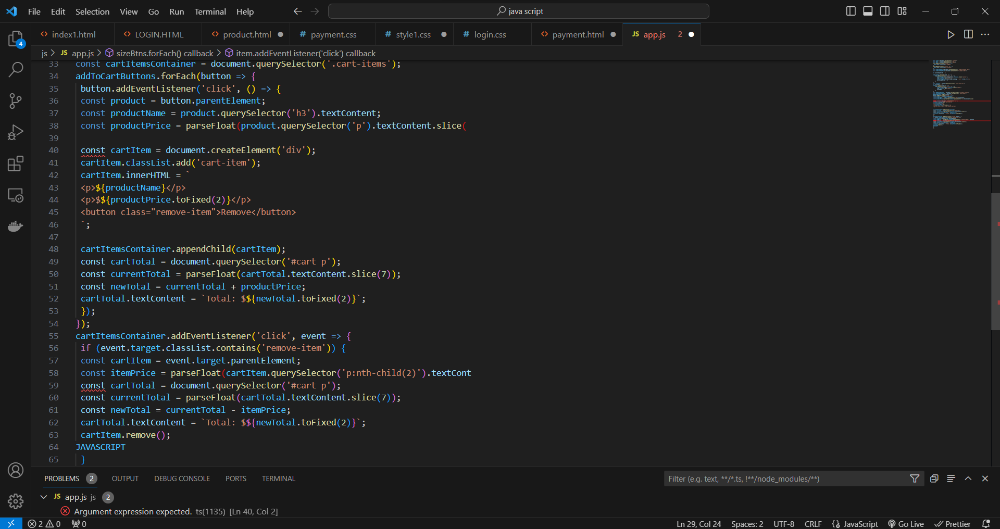 File Edit Selection View Go Run Terminal Help java script
index1.html LOGIN.HTML product.html payment.css style1.css login.css payment.html JS app.js 2
js > JS app.js > sizeBtns.forEach() callback > item.addEventListener('click') callback
33 const cartItemsContainer = document.querySelector('.cart-items');
34 addToCartButtons.forEach(button => {
35 button.addEventListener('click', () => {
36 const product = button.parentElement;
37 const productName = product.querySelector('h3').textContent;
38 const productPrice = parseFloat(product.querySelector('p').textContent.slice(
39
40 const cartItem = document.createElement('div');
41 cartItem.classList.add('cart-item');
42 cartItem.innerHTML = `
43 <p>${productName}</p>
44 <p>$${productPrice.toFixed(2)}</p>
45 <button class="remove-item">Remove</button>
46 `;
47
48 cartItemsContainer.appendChild(cartItem);
49 const cartTotal = document.querySelector('#cart p');
50 const currentTotal = parseFloat(cartTotal.textContent.slice(7));
51 const newTotal = currentTotal + productPrice;
52 cartTotal.textContent = `Total: $${newTotal.toFixed(2)}`;
53 });
54 });
55 cartItemsContainer.addEventListener('click', event => {
56 if (event.target.classList.contains('remove-item')) {
57 const cartItem = event.target.parentElement;
58 const itemPrice = parseFloat(cartItem.querySelector('p:nth-child(2)').textCont
59 const cartTotal = document.querySelector('#cart p');
60 const currentTotal = parseFloat(cartTotal.textContent.slice(7));
61 const newTotal = currentTotal - itemPrice;
62 cartTotal.textContent = `Total: $${newTotal.toFixed(2)}`;
63 cartItem.remove();
64 JAVASCRIPT
65 }
4
PROBLEMS 2 OUTPUT DEBUG CONSOLE PORTS TERMINAL Filter (e.g. text, **/*.ts, !**/node_modules/**)
JS app.js js 2
Argument expression expected. ts(1135) [Ln 40, Col 2]
2 0 0 Ln 29, Col 24 Spaces: 2 UTF-8 CRLF {} JavaScript Go Live Prettier